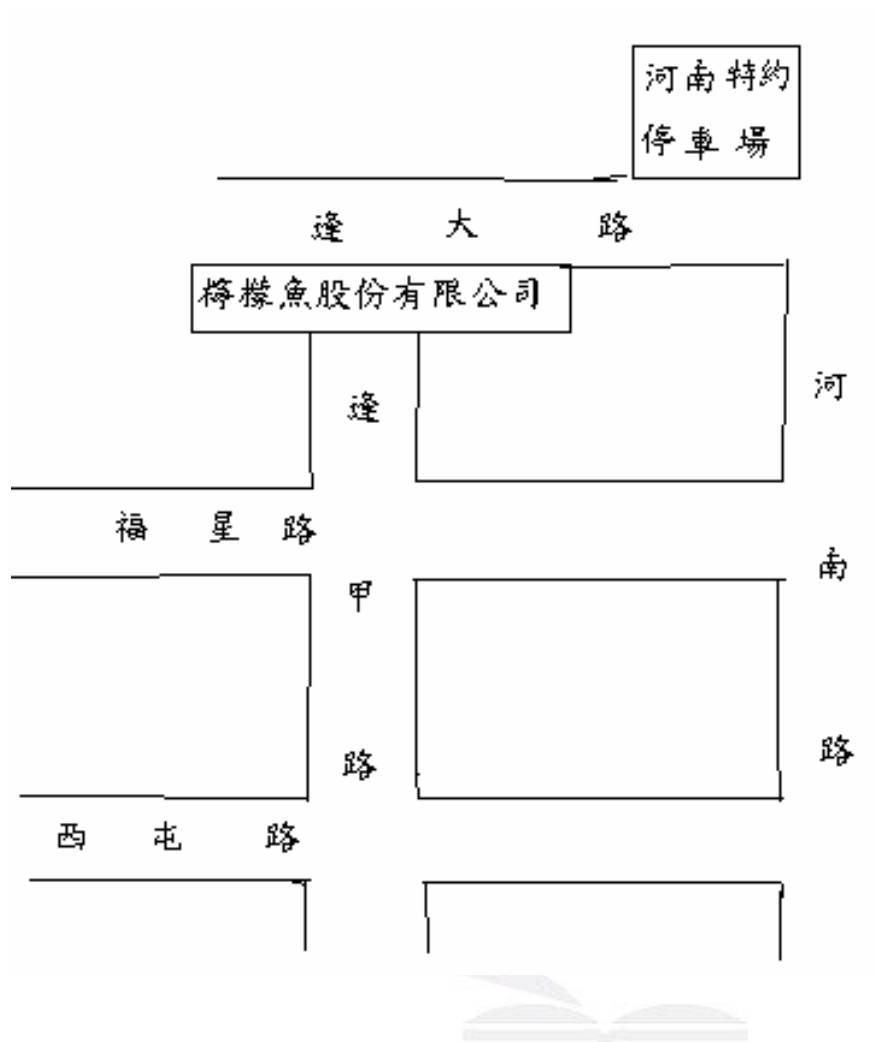 河南特約
停車場
逢大路
檸檬魚股份有限公司
逢甲路
河南路
福星路
西屯路